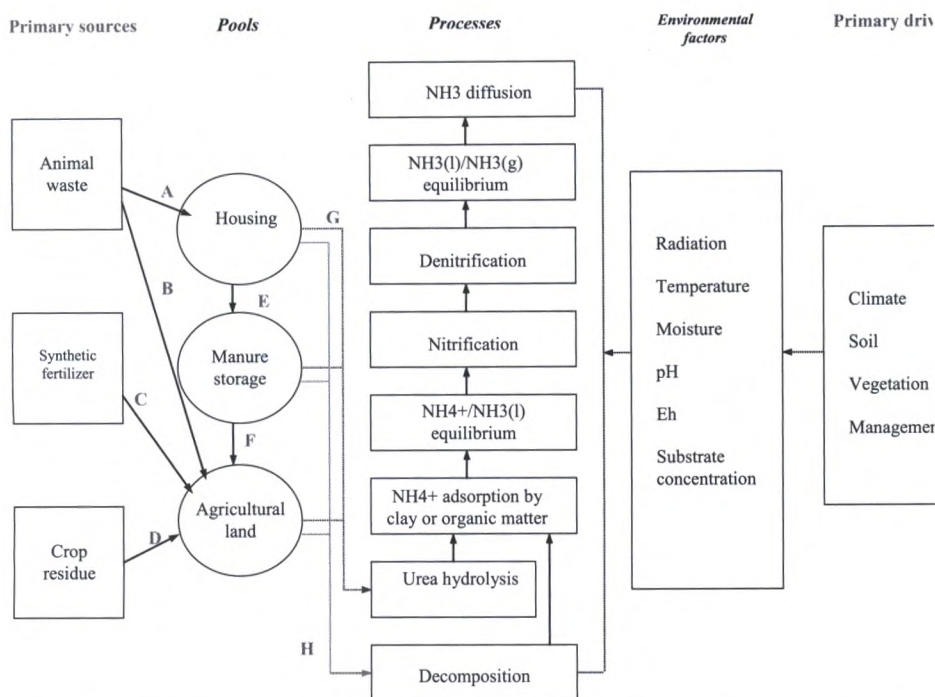 Primary sources
Pools
Processes
Environmental
factors
Primary driv
Animal
waste
Synthetic
fertilizer
Crop
residue
A
B
C
D
Housing
E
Manure
storage
F
Agricultural
land
G
H
NH3 diffusion
NH3(l)/NH3(g)
equilibrium
Denitrification
Nitrification
NH4+/NH3(l)
equilibrium
NH4+ adsorption by
clay or organic matter
Urea hydrolysis
Decomposition
Radiation
Temperature
Moisture
pH
Eh
Substrate
concentration
Climate
Soil
Vegetation
Managemen